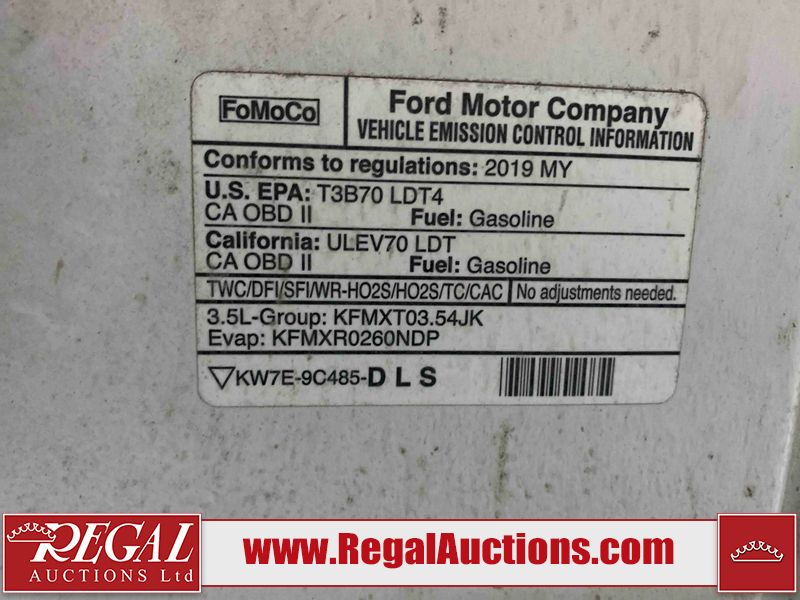 FoMoCo
Ford Motor Company
VEHICLE EMISSION CONTROL INFORMATION
Conforms to regulations: 2019 MY
U.S. EPA: T3B70 LDT4
CA OBD II Fuel: Gasoline
California: ULEV70 LDT
CA OBD II Fuel: Gasoline
TWC/DFI/SFI/WR-HO2S/HO2S/TC/CAC No adjustments needed.
3.5L-Group: KFMXT03.54JK
Evap: KFMXR0260NDP
KW7E-9C485-D L S
REGAL
AUCTIONS Ltd
www.RegalAuctions.com